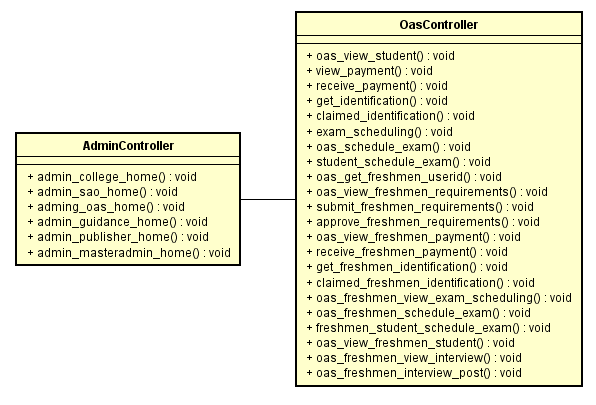 AdminController
+ admin_college_home() : void
+ admin_sao_home() : void
+ adming_oas_home() : void
+ admin_guidance_home() : void
+ admin_publisher_home() : void
+ admin_masteradmin_home() : void
OasController
+ oas_view_student() : void
+ view_payment() : void
+ receive_payment() : void
+ get_identification() : void
+ claimed_identification() : void
+ exam_scheduling() : void
+ oas_schedule_exam() : void
+ student_schedule_exam() : void
+ oas_get_freshmen_userid() : void
+ oas_view_freshmen_requirements() : void
+ submit_freshmen_requirements() : void
+ approve_freshmen_requirements() : void
+ oas_view_freshmen_payment() : void
+ receive_freshmen_payment() : void
+ get_freshmen_identification() : void
+ claimed_freshmen_identification() : void
+ oas_freshmen_view_exam_scheduling() : void
+ oas_freshmen_schedule_exam() : void
+ freshmen_student_schedule_exam() : void
+ oas_view_freshmen_student() : void
+ oas_freshmen_view_interview() : void
+ oas_freshmen_interview_post() : void